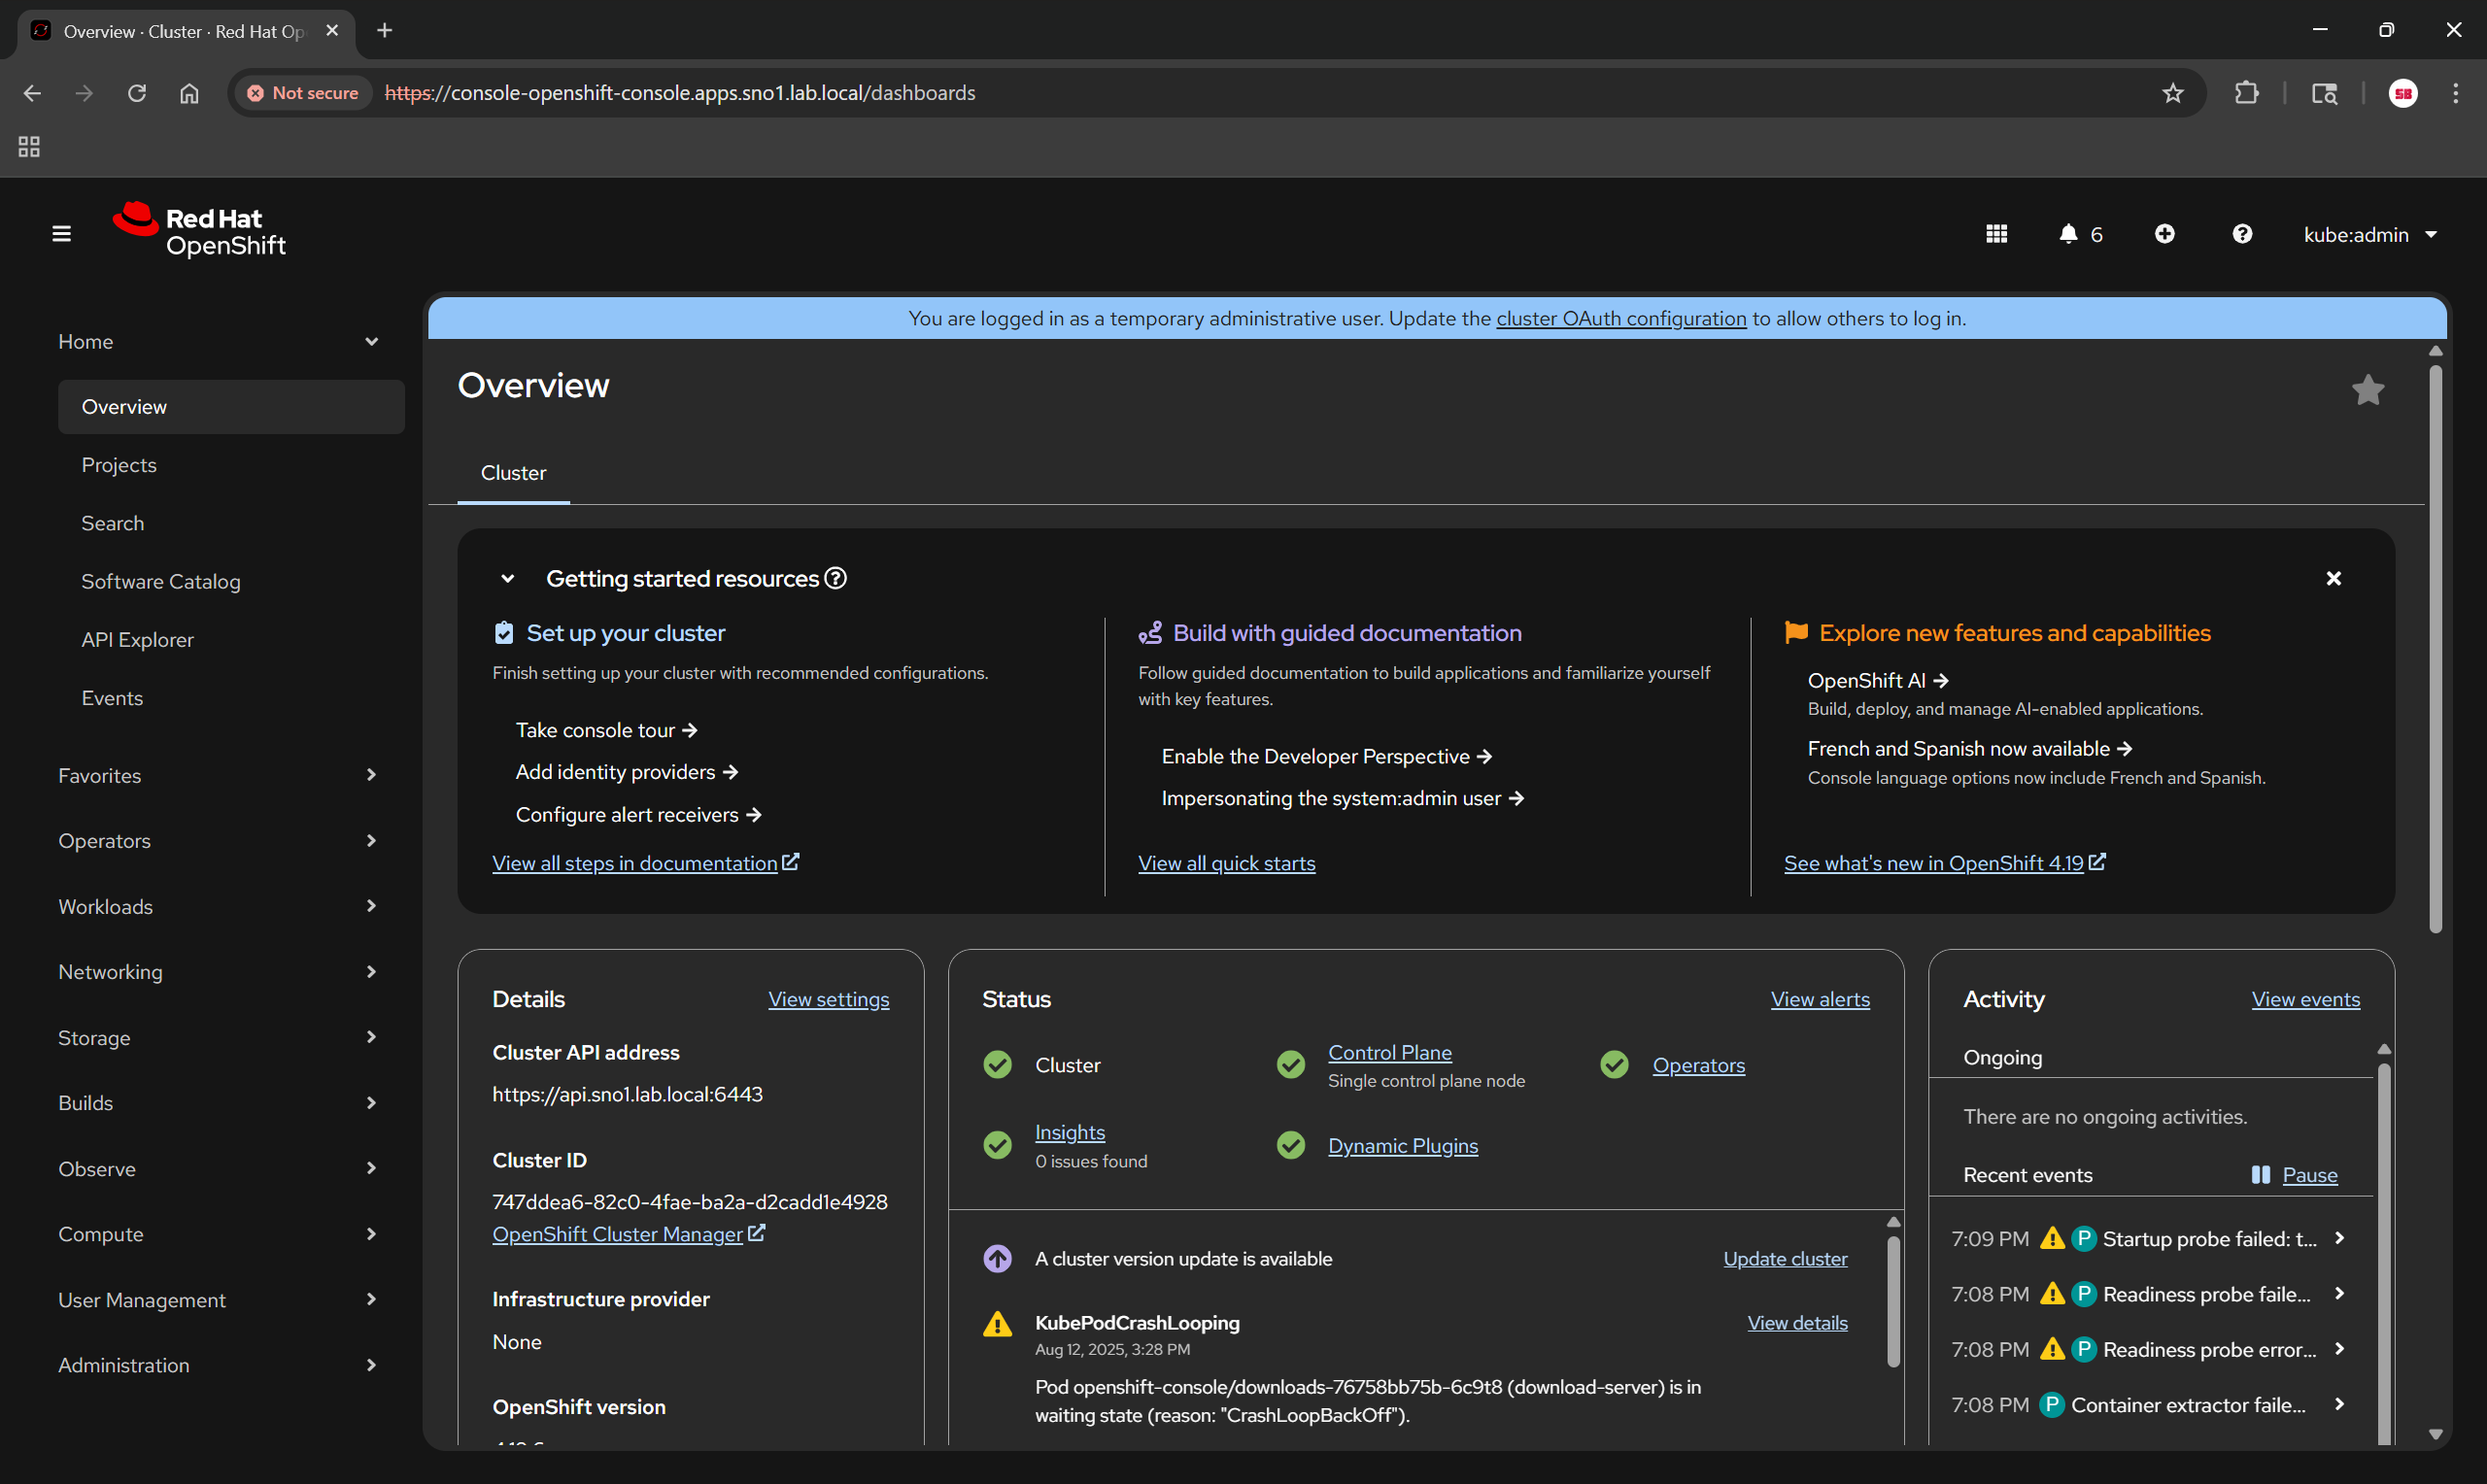 Overview · Cluster · Red Hat Op
Not secure
https://console-openshift-console.apps.sno1.lab.local/dashboards
SB
Red Hat
OpenShift
6
kube:admin
Home
Overview
Projects
Search
Software Catalog
API Explorer
Events
Favorites
Operators
Workloads
Networking
Storage
Builds
Observe
Compute
User Management
Administration
You are logged in as a temporary administrative user. Update the cluster OAuth configuration to allow others to log in.
Overview
Cluster
Getting started resources
Set up your cluster
Finish setting up your cluster with recommended configurations.
Take console tour
Add identity providers
Configure alert receivers
View all steps in documentation
Build with guided documentation
Follow guided documentation to build applications and familiarize yourself
with key features.
Enable the Developer Perspective
Impersonating the system:admin user
View all quick starts
Explore new features and capabilities
OpenShift AI
Build, deploy, and manage AI-enabled applications.
French and Spanish now available
Console language options now include French and Spanish.
See what's new in OpenShift 4.19
Details
View settings
Cluster API address
https://api.sno1.lab.local:6443
Cluster ID
747ddea6-82c0-4fae-ba2a-d2cadd1e4928
OpenShift Cluster Manager
Infrastructure provider
None
OpenShift version
Status
View alerts
Cluster
Control Plane
Single control plane node
Operators
Insights
0 issues found
Dynamic Plugins
A cluster version update is available
Update cluster
KubePodCrashLooping
View details
Aug 12, 2025, 3:28 PM
Pod openshift-console/downloads-76758bb75b-6c9t8 (download-server) is in
waiting state (reason: "CrashLoopBackOff").
Activity
View events
Ongoing
There are no ongoing activities.
Recent events
Pause
7:09 PM P Startup probe failed: t...
7:08 PM P Readiness probe faile...
7:08 PM P Readiness probe error...
7:08 PM P Container extractor faile...